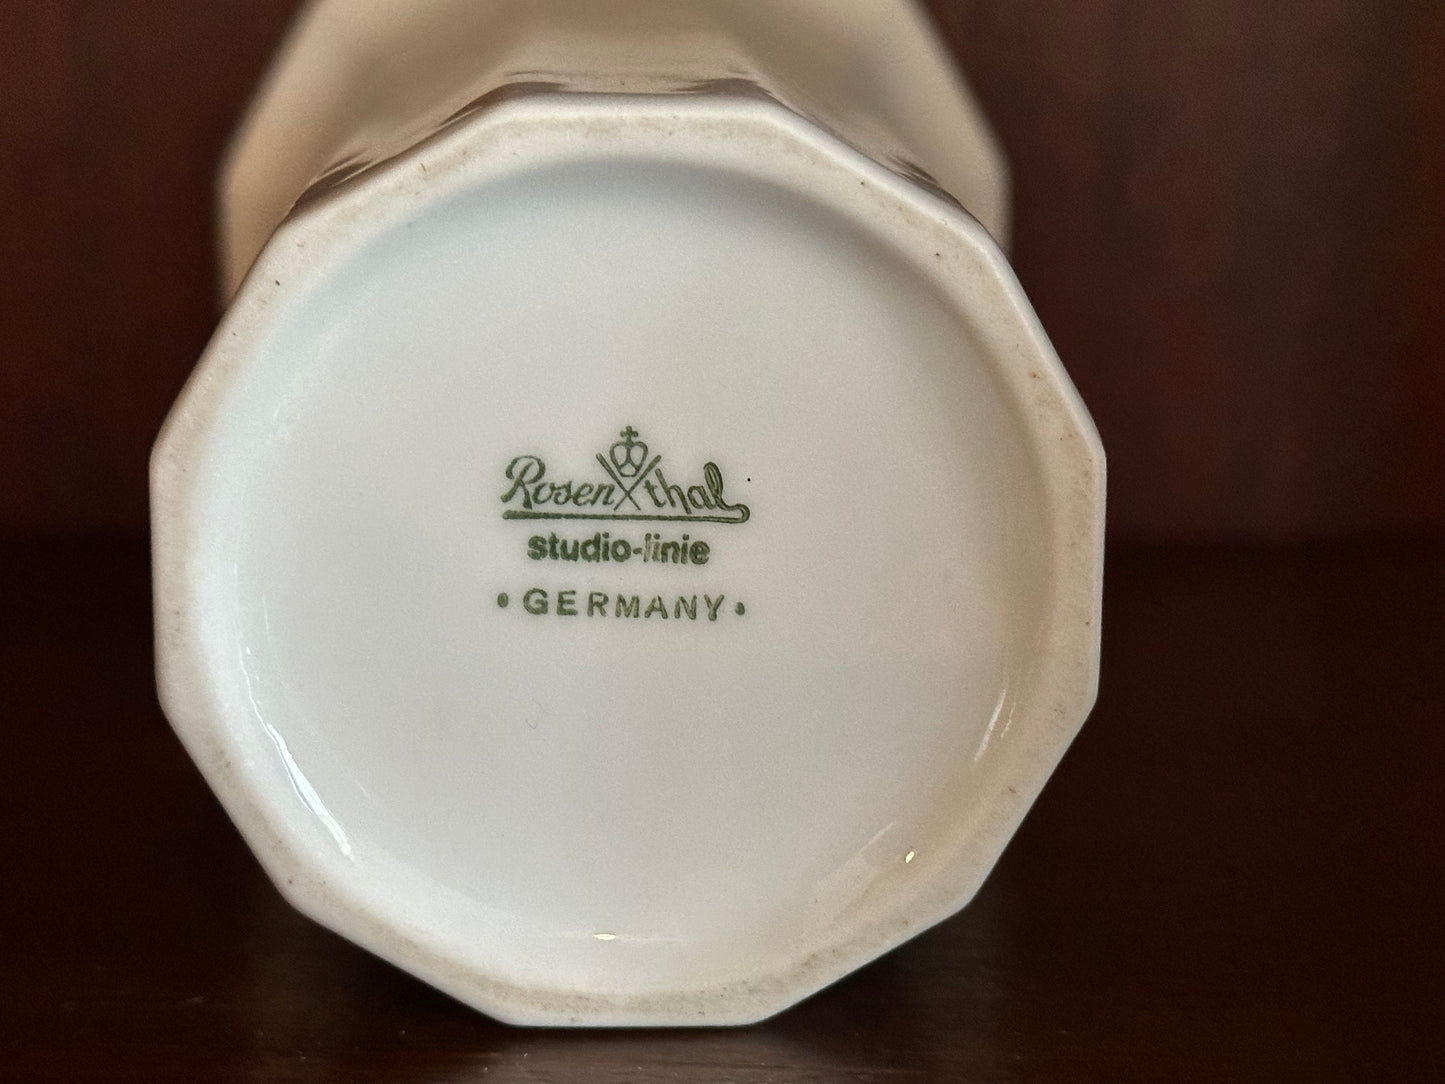 Rosenthal
studio-linie
• GERMANY •